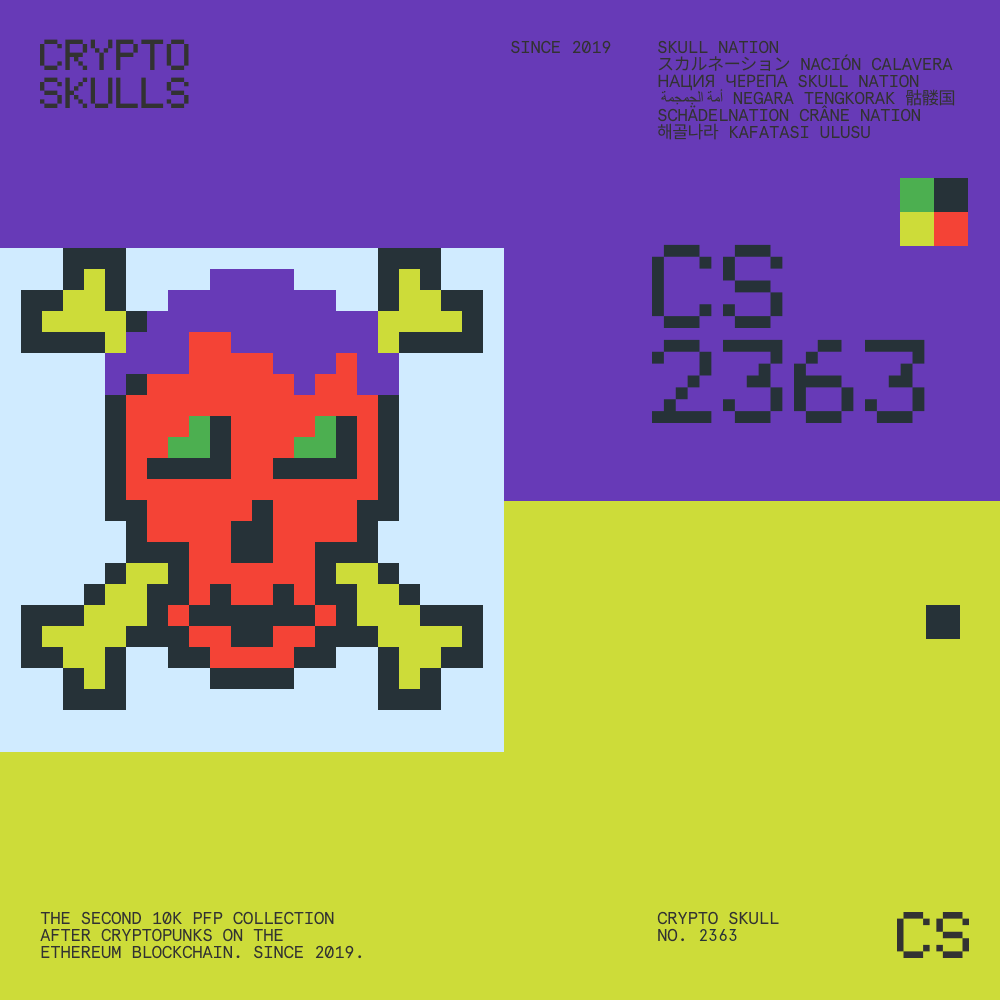 CRYPTO
SKULLS
SINCE 2019
SKULL NATION
スカルネーション NACIÓN CALAVERA
НАЦИЯ ЧЕРЕПА SKULL NATION
أمة الجمجمة NEGARA TENGKORAK 骷髅国
SCHÄDELNATION CRÂNE NATION
해골나라 KAFATASI ULUSU
CS
2363
THE SECOND 10K PFP COLLECTION
AFTER CRYPTOPUNKS ON THE
ETHEREUM BLOCKCHAIN. SINCE 2019.
CRYPTO SKULL
NO. 2363
CS